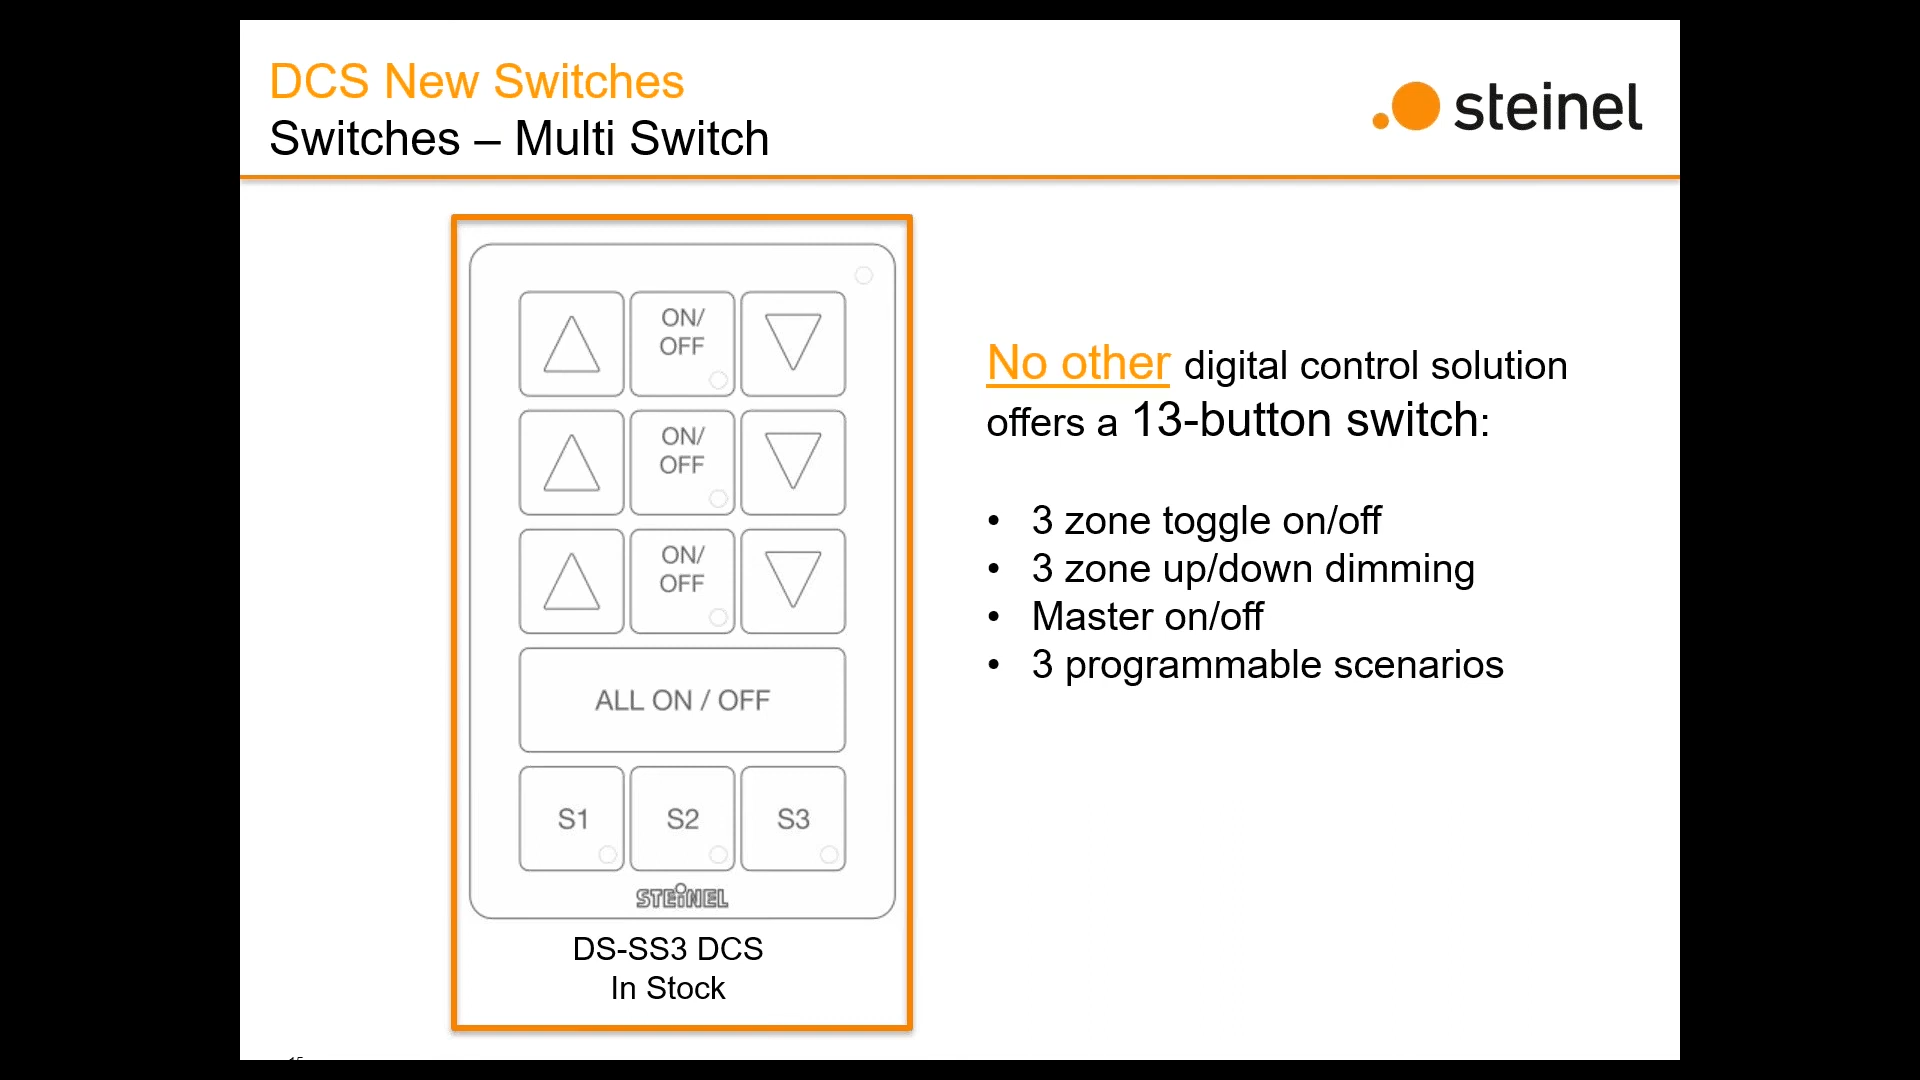 DCS New Switches
Switches – Multi Switch
steinel
ON/
OFF
ON/
OFF
ON/
OFF
ALL ON / OFF
S1 S2 S3
STEINEL
DS-SS3 DCS
In Stock
No other digital control solution
offers a 13-button switch:
• 3 zone toggle on/off
• 3 zone up/down dimming
• Master on/off
• 3 programmable scenarios